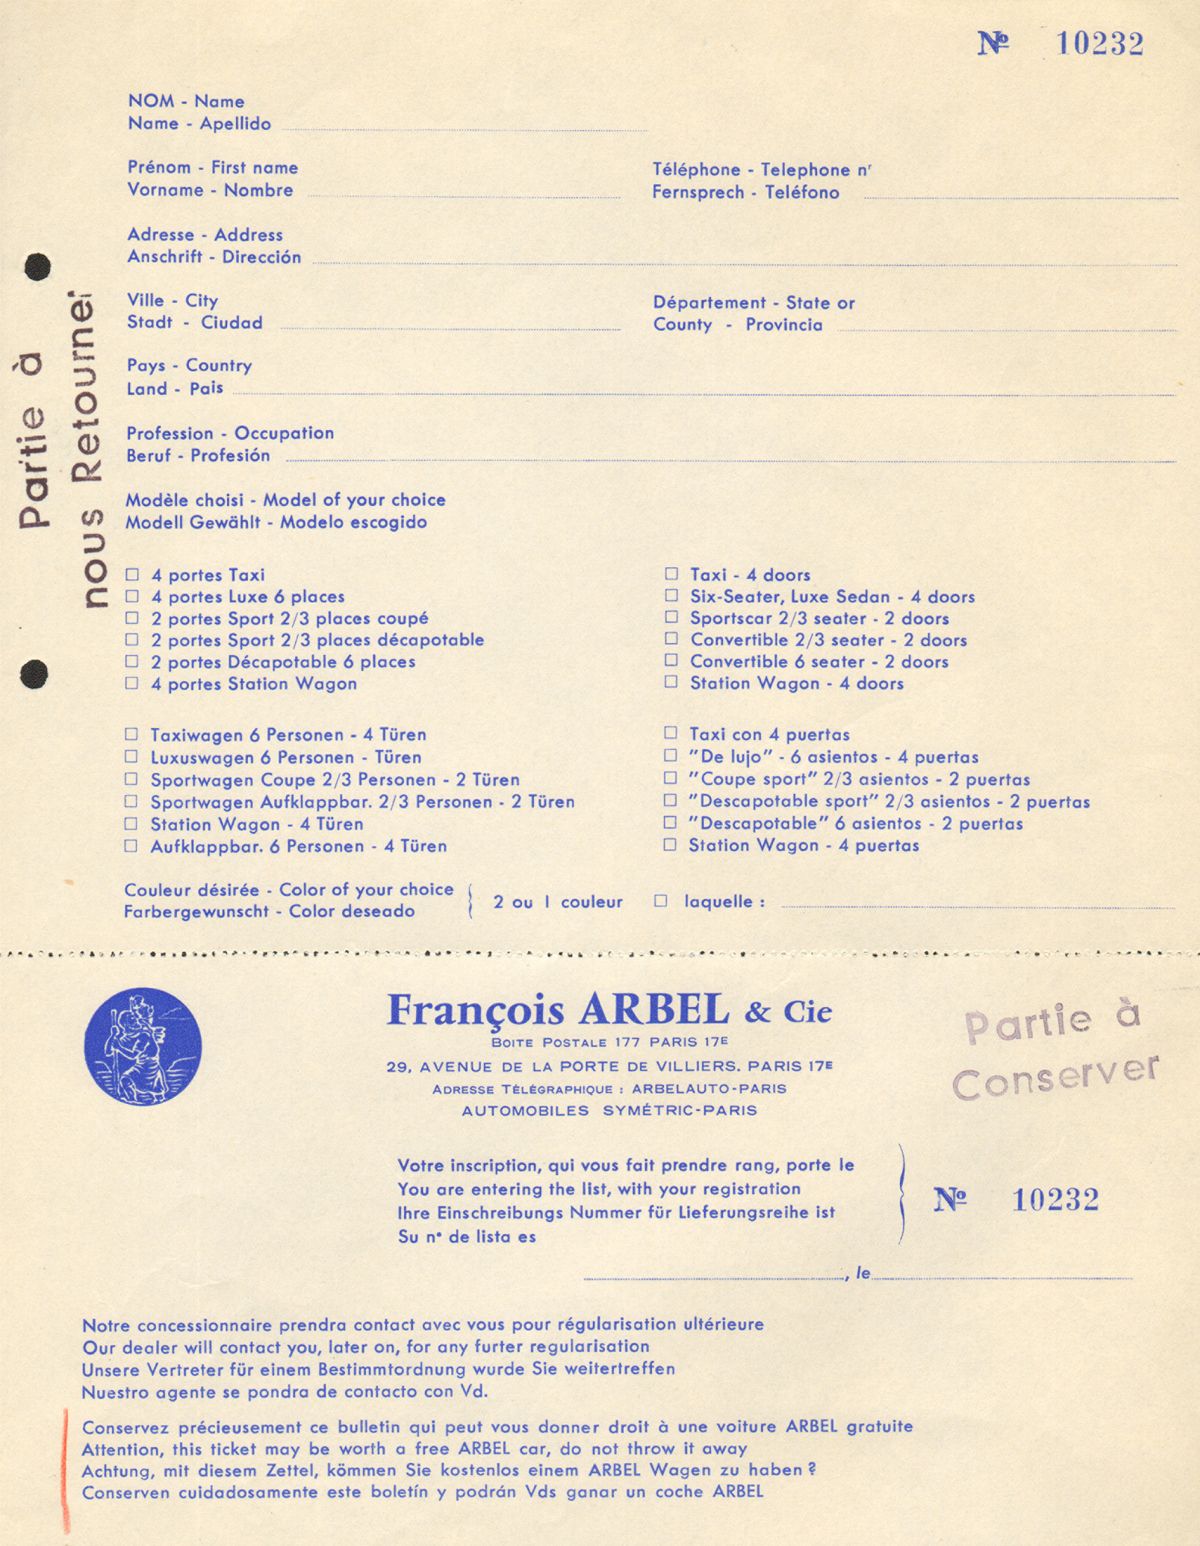 Nº 10232
NOM - Name
Name - Apellido
Prénom - First name
Vorname - Nombre
Téléphone - Telephone nʳ
Fernsprech - Teléfono
Adresse - Address
Anschrift - Dirección
Ville - City
Stadt - Ciudad
Département - State or
County - Provincia
Pays - Country
Land - Pais
Profession - Occupation
Beruf - Profesión
Partie à
nous Retourner
Modèle choisi - Model of your choice
Modell Gewählt - Modelo escogido
☐ 4 portes Taxi
☐ 4 portes Luxe 6 places
☐ 2 portes Sport 2/3 places coupé
☐ 2 portes Sport 2/3 places décapotable
☐ 2 portes Décapotable 6 places
☐ 4 portes Station Wagon
☐ Taxi - 4 doors
☐ Six-Seater, Luxe Sedan - 4 doors
☐ Sportscar 2/3 seater - 2 doors
☐ Convertible 2/3 seater - 2 doors
☐ Convertible 6 seater - 2 doors
☐ Station Wagon - 4 doors
☐ Taxiwagen 6 Personen - 4 Türen
☐ Luxuswagen 6 Personen - Türen
☐ Sportwagen Coupe 2/3 Personen - 2 Türen
☐ Sportwagen Aufklappbar. 2/3 Personen - 2 Türen
☐ Station Wagon - 4 Türen
☐ Aufklappbar. 6 Personen - 4 Türen
☐ Taxi con 4 puertas
☐ "De lujo" - 6 asientos - 4 puertas
☐ "Coupe sport" 2/3 asientos - 2 puertas
☐ "Descapotable sport" 2/3 asientos - 2 puertas
☐ "Descapotable" 6 asientos - 2 puertas
☐ Station Wagon - 4 puertas
Couleur désirée - Color of your choice
Farbergewunscht - Color deseado
2 ou 1 couleur ☐ laquelle :
François ARBEL & Cie
BOITE POSTALE 177 PARIS 17E
29, AVENUE DE LA PORTE DE VILLIERS. PARIS 17E
ADRESSE TÉLÉGRAPHIQUE : ARBELAUTO-PARIS
AUTOMOBILES SYMÉTRIC-PARIS
Partie à
Conserver
Votre inscription, qui vous fait prendre rang, porte le
You are entering the list, with your registration
Ihre Einschreibungs Nummer für Lieferungsreihe ist
Su n° de lista es
Nº 10232
, le
Notre concessionnaire prendra contact avec vous pour régularisation ultérieure
Our dealer will contact you, later on, for any furter regularisation
Unsere Vertreter für einem Bestimmtordnung wurde Sie weitertreffen
Nuestro agente se pondra de contacto con Vd.
Conservez précieusement ce bulletin qui peut vous donner droit à une voiture ARBEL gratuite
Attention, this ticket may be worth a free ARBEL car, do not throw it away
Achtung, mit diesem Zettel, kömmen Sie kostenlos einem ARBEL Wagen zu haben ?
Conserven cuidadosamente este boletín y podrán Vds ganar un coche ARBEL